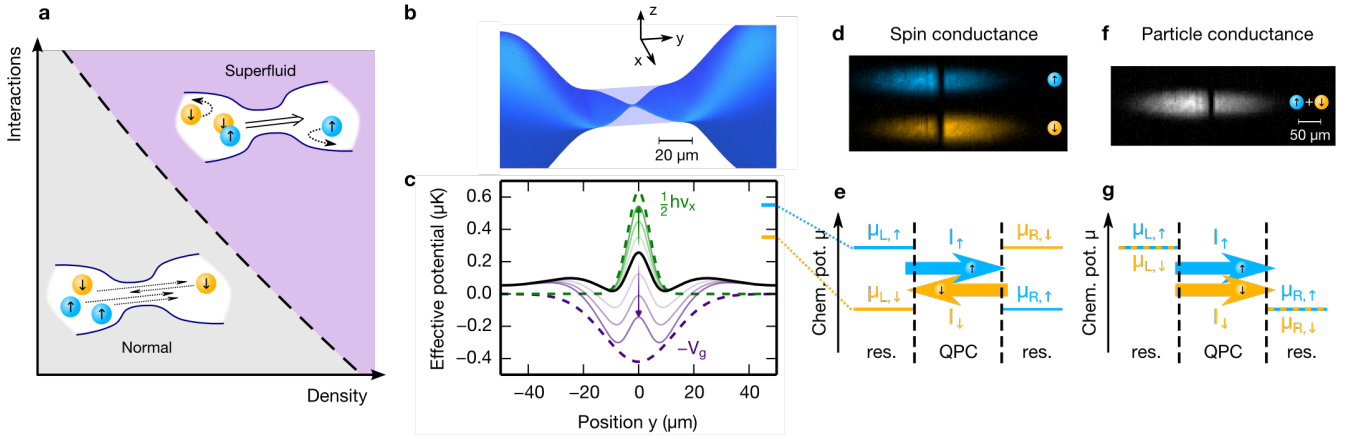 a
Interactions
Superfluid
↓
↓
↑
↑
↓
↑
↑
↓
Normal
Density
b
z
y
x
20 µm
c
Effective potential (µK)
0.6
0.4
0.2
0.0
−0.2
−0.4
½hνₓ
−V_g
−40 −20 0 20 40
Position y (µm)
d Spin conductance
↑
↓
e
Chem. pot. µ
µ_L,↑ I_↑ µ_R,↓
↑
↓
µ_L,↓ I_↓ µ_R,↑
res. QPC res.
f Particle conductance
↑+↓
50 µm
g
Chem. pot. µ
µ_L,↑ I_↑
µ_L,↓
↑
↓
µ_R,↑
I_↓ µ_R,↓
res. QPC res.